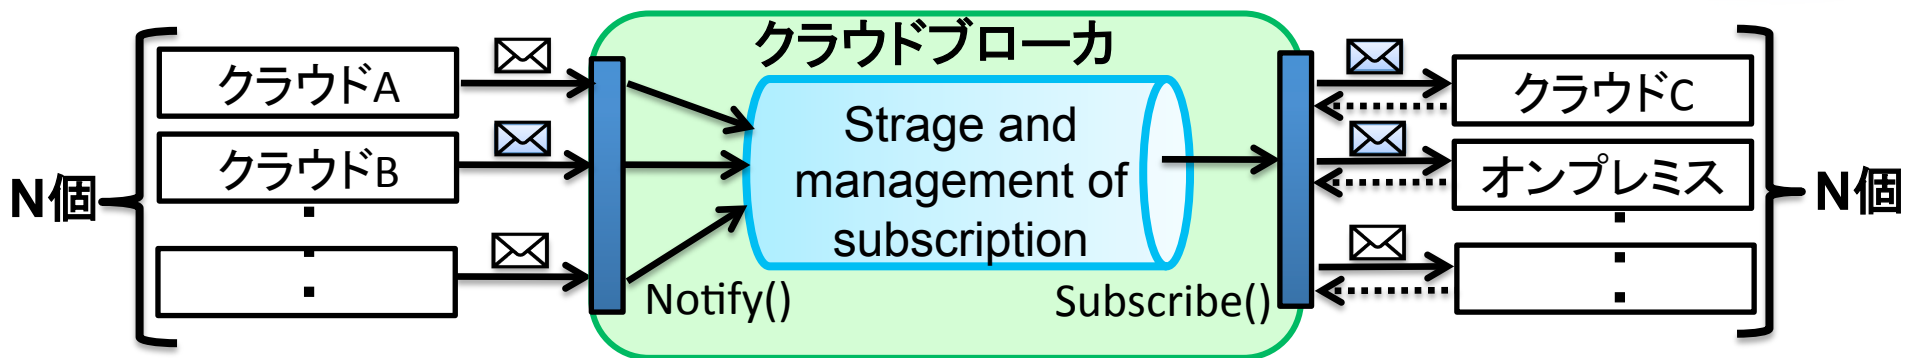 クラウドブローカ
N個
クラウドA
クラウドB
Strage and
management of
subscription
Notify()
Subscribe()
クラウドC
オンプレミス
N個